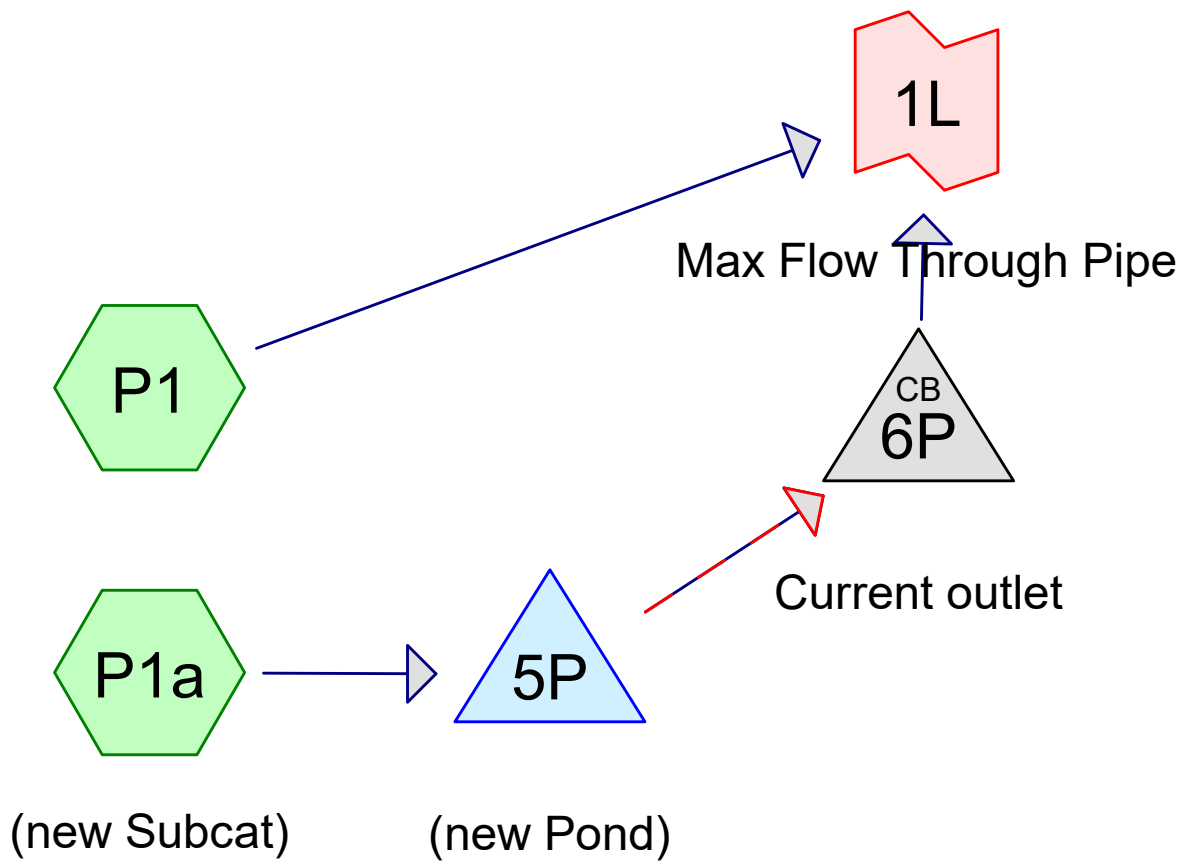 1L
Max Flow Through Pipe
P1
CB
6P
Current outlet
P1a
5P
(new Subcat)
(new Pond)